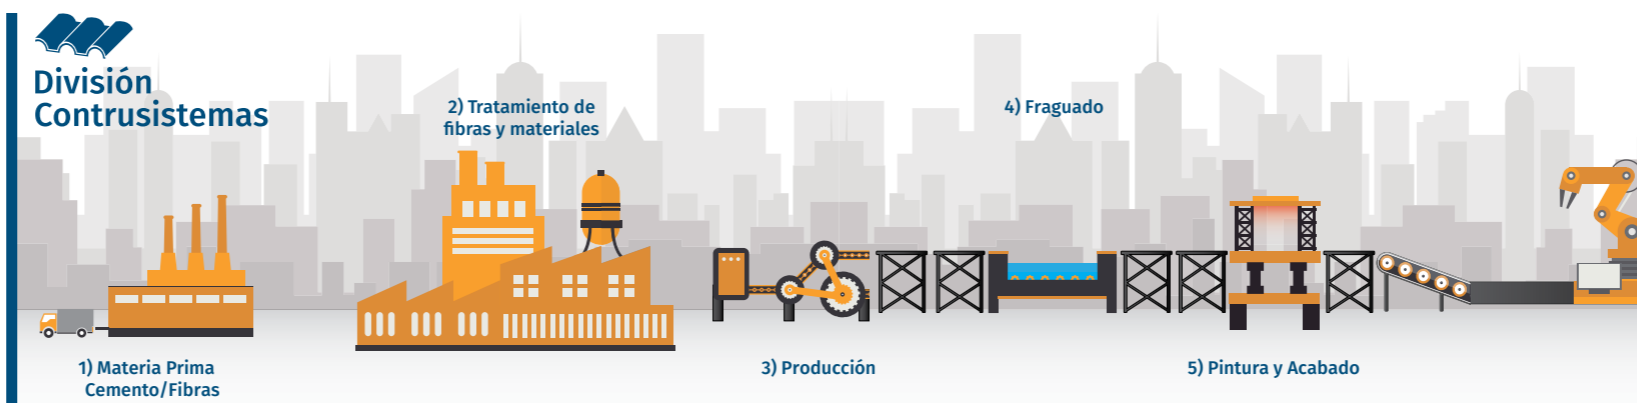 División
Contrusistemas
1) Materia Prima
Cemento/Fibras
2) Tratamiento de
fibras y materiales
3) Producción
4) Fraguado
5) Pintura y Acabado